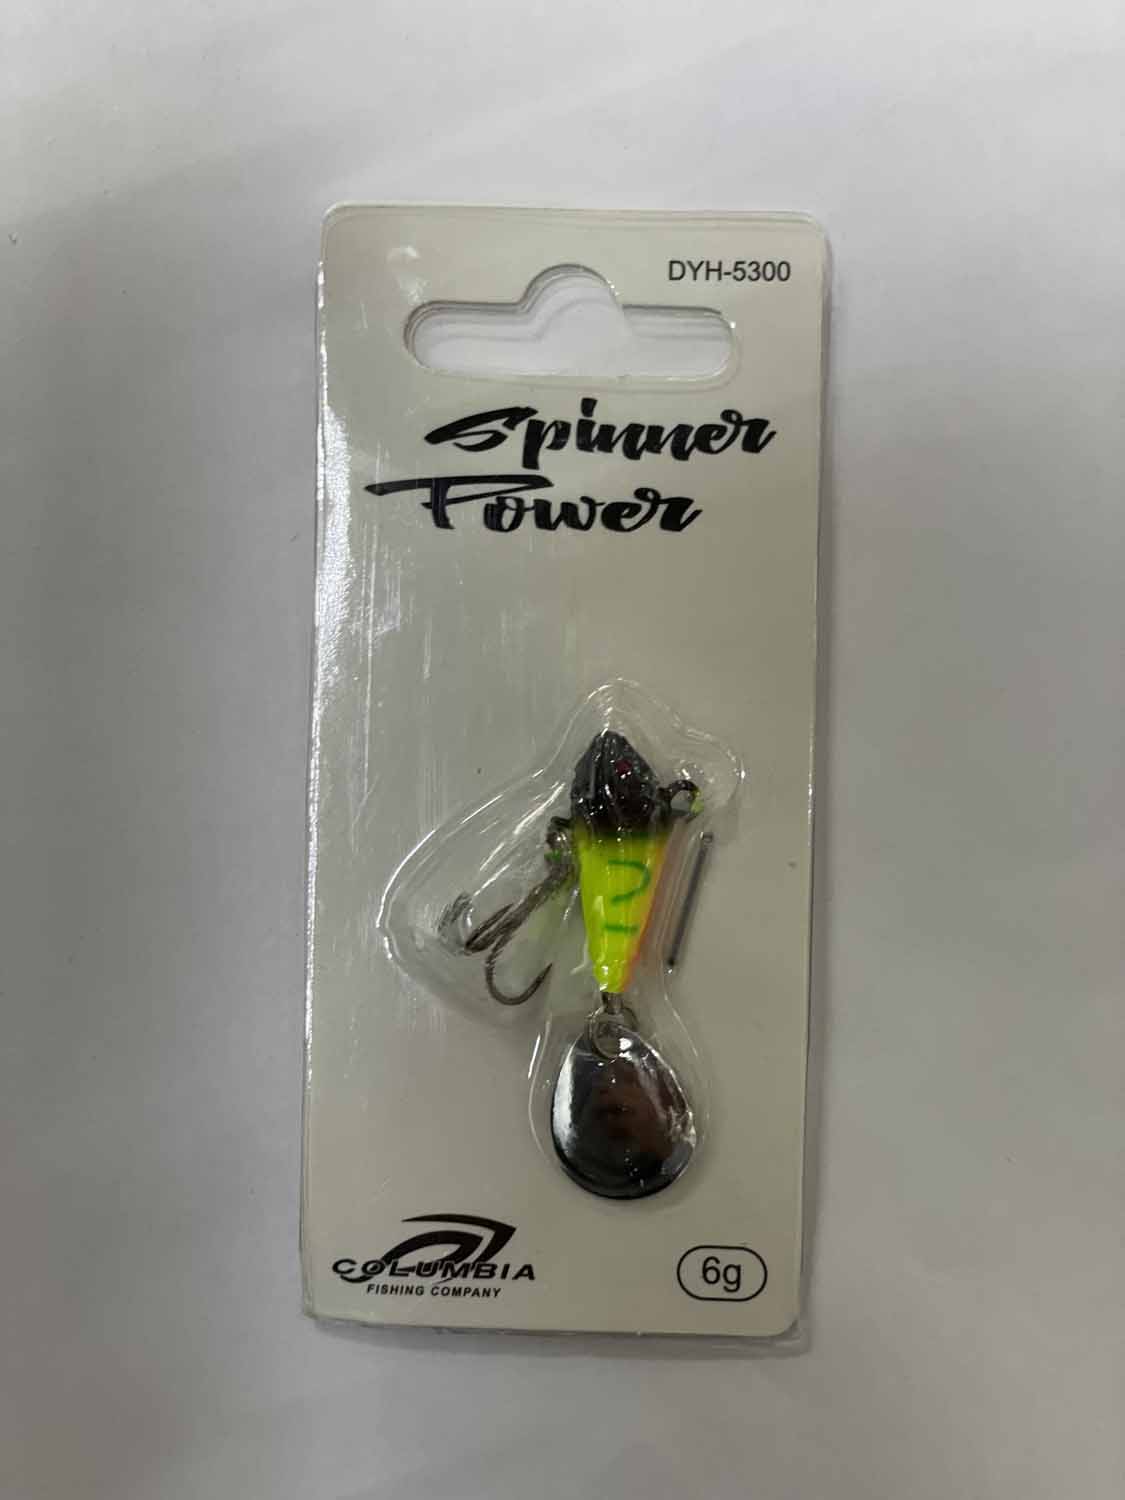 DYH-5300
Spinner
Power
COLUMBIA
FISHING COMPANY
6g